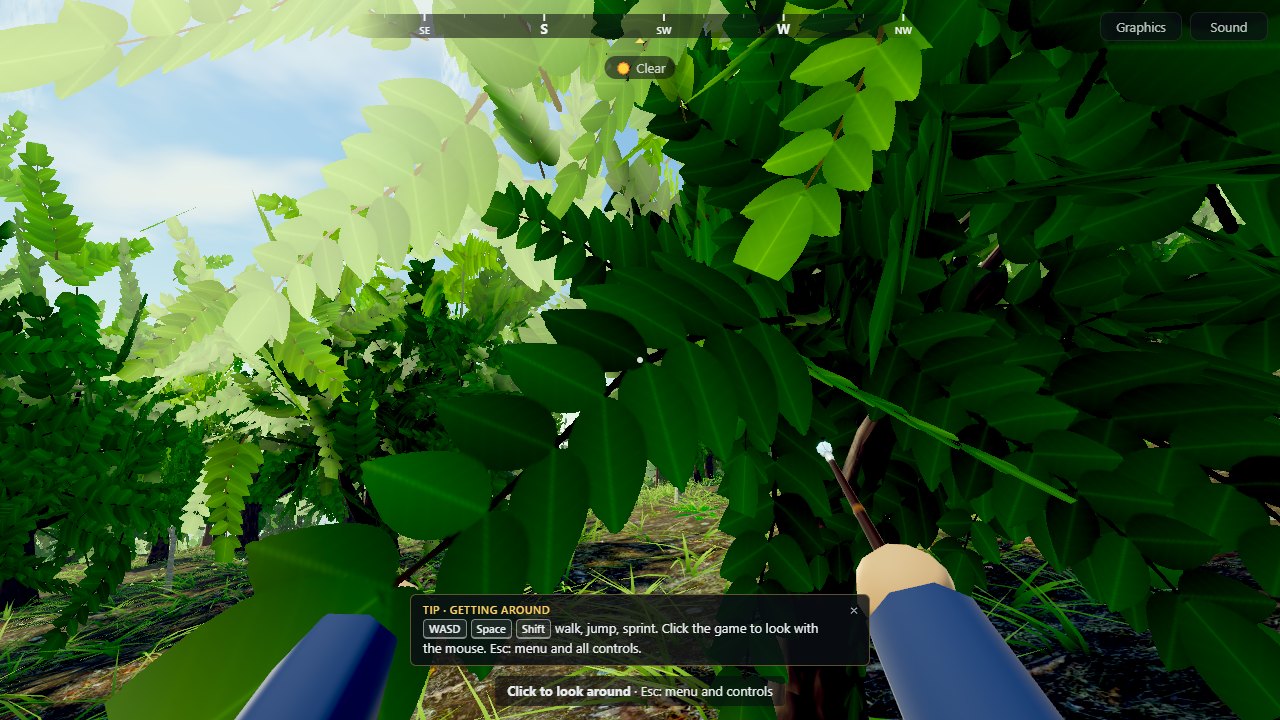 SE S SW W NW
Graphics Sound
Clear
TIP · GETTING AROUND
WASD Space Shift walk, jump, sprint. Click the game to look with
the mouse. Esc: menu and all controls.
Click to look around · Esc: menu and controls